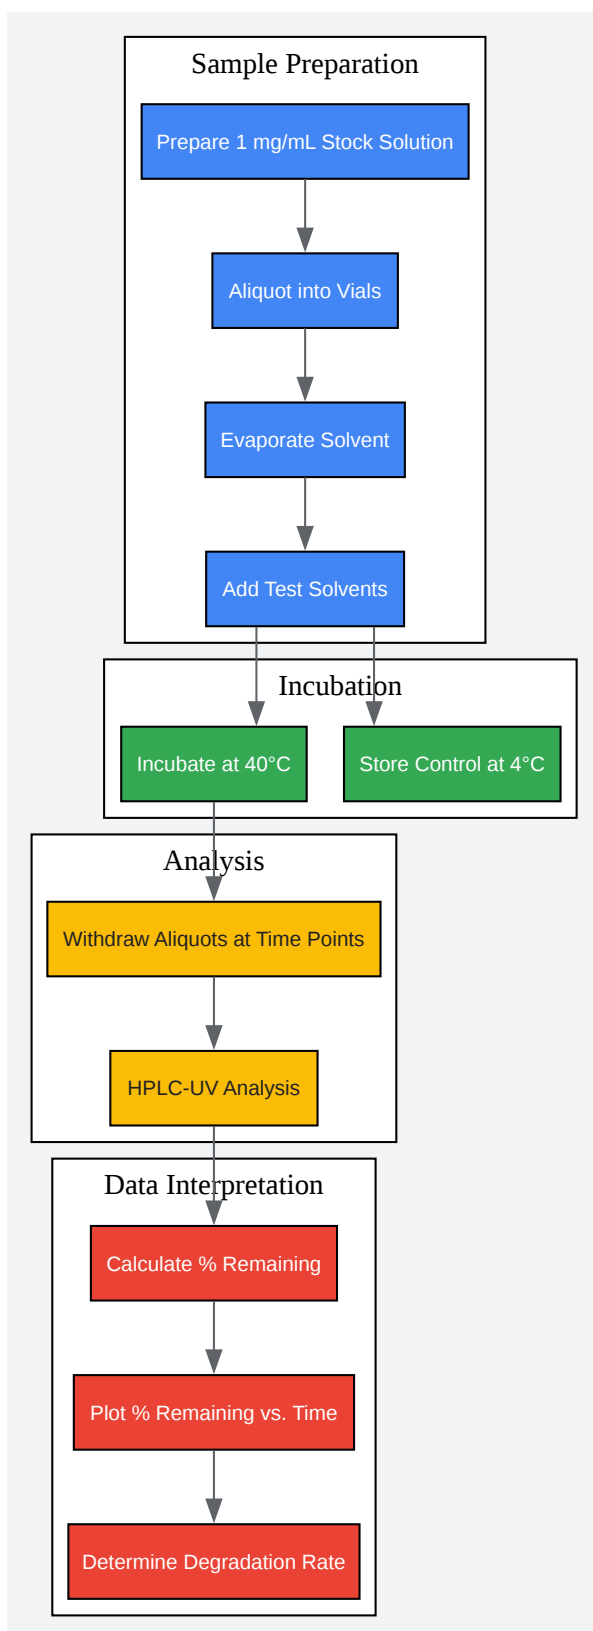 Sample Preparation
Prepare 1 mg/mL Stock Solution
Aliquot into Vials
Evaporate Solvent
Add Test Solvents
Incubation
Incubate at 40°C
Store Control at 4°C
Analysis
Withdraw Aliquots at Time Points
HPLC-UV Analysis
Data Interpretation
Calculate % Remaining
Plot % Remaining vs. Time
Determine Degradation Rate